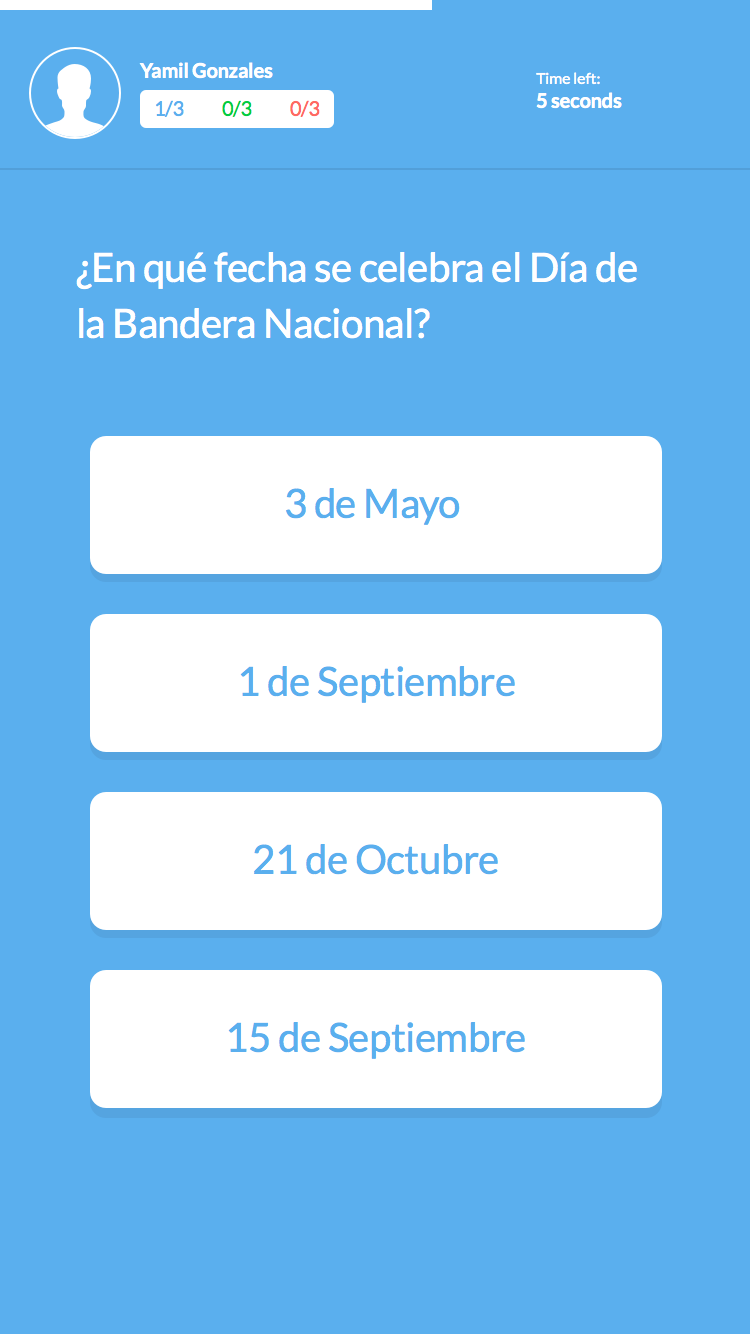 Yamil Gonzales
1/3 0/3 0/3
Time left:
5 seconds
¿En qué fecha se celebra el Día de
la Bandera Nacional?
3 de Mayo
1 de Septiembre
21 de Octubre
15 de Septiembre